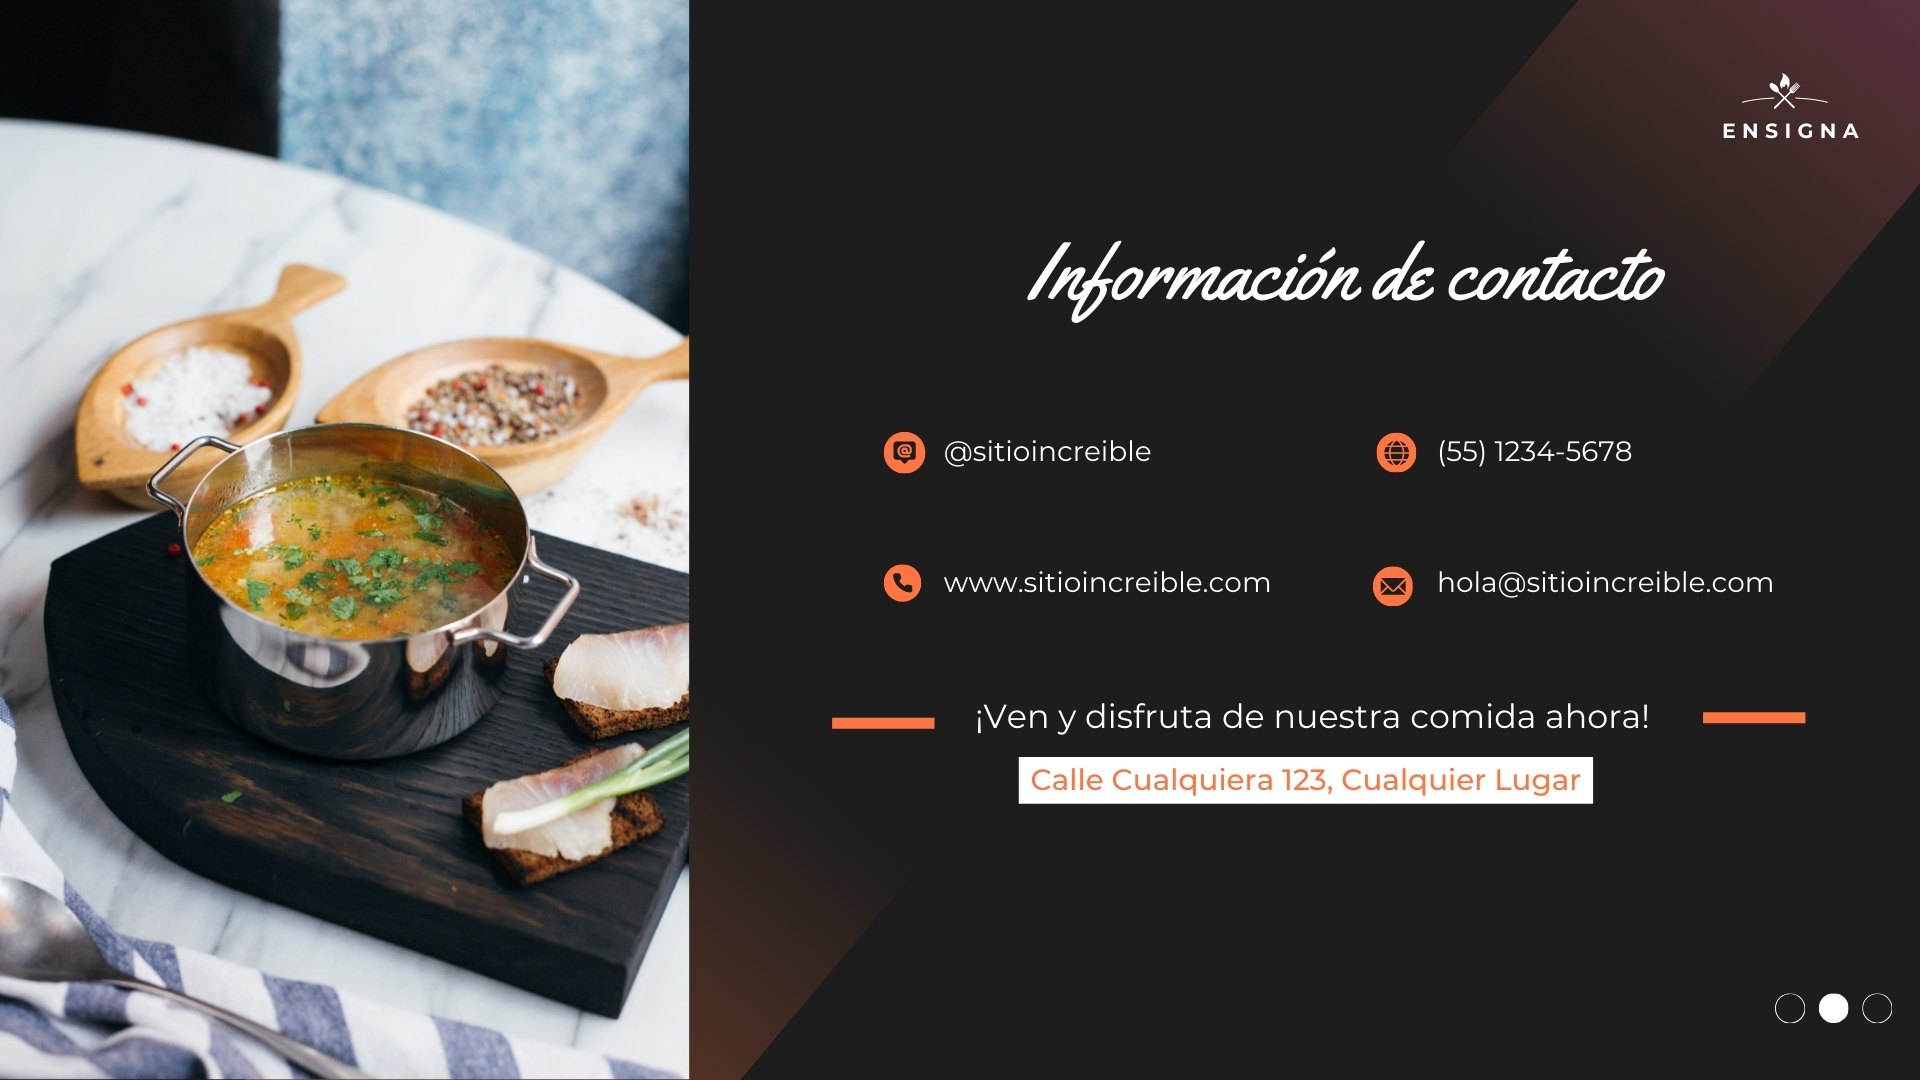 ENSIGNA
Información de contacto
@sitioincreible
(55) 1234-5678
www.sitioincreible.com
hola@sitioincreible.com
¡Ven y disfruta de nuestra comida ahora!
Calle Cualquiera 123, Cualquier Lugar